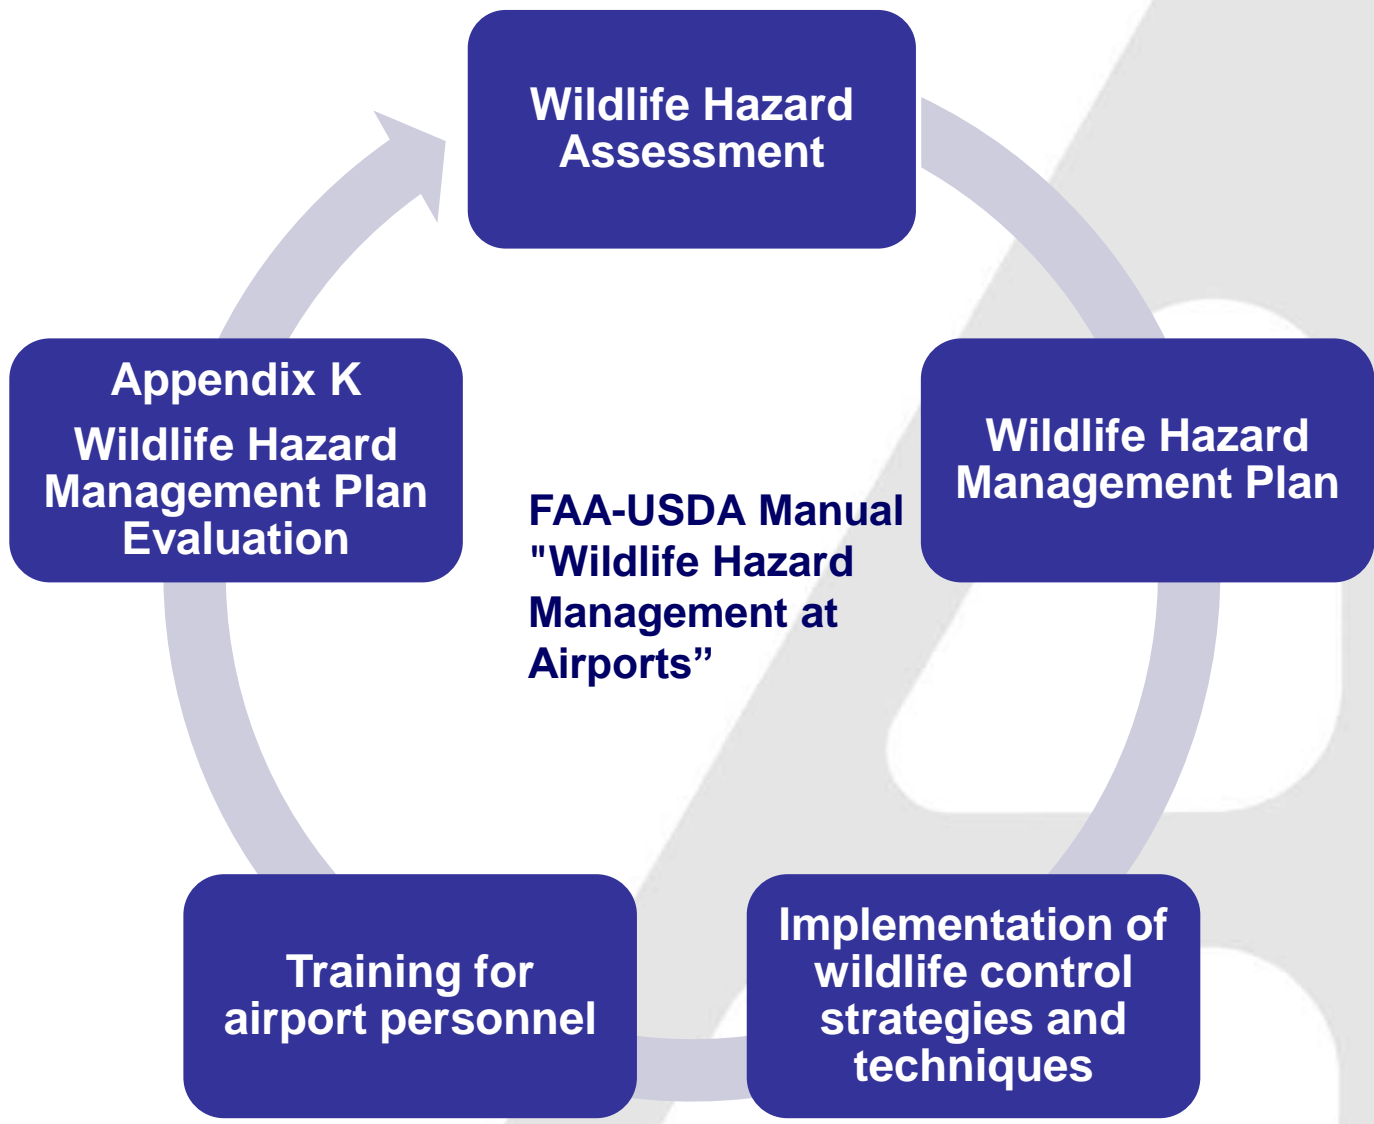 Wildlife Hazard
Assessment
Wildlife Hazard
Management Plan
Implementation of
wildlife control
strategies and
techniques
Training for
airport personnel
Appendix K
Wildlife Hazard
Management Plan
Evaluation
FAA-USDA Manual
"Wildlife Hazard
Management at
Airports”